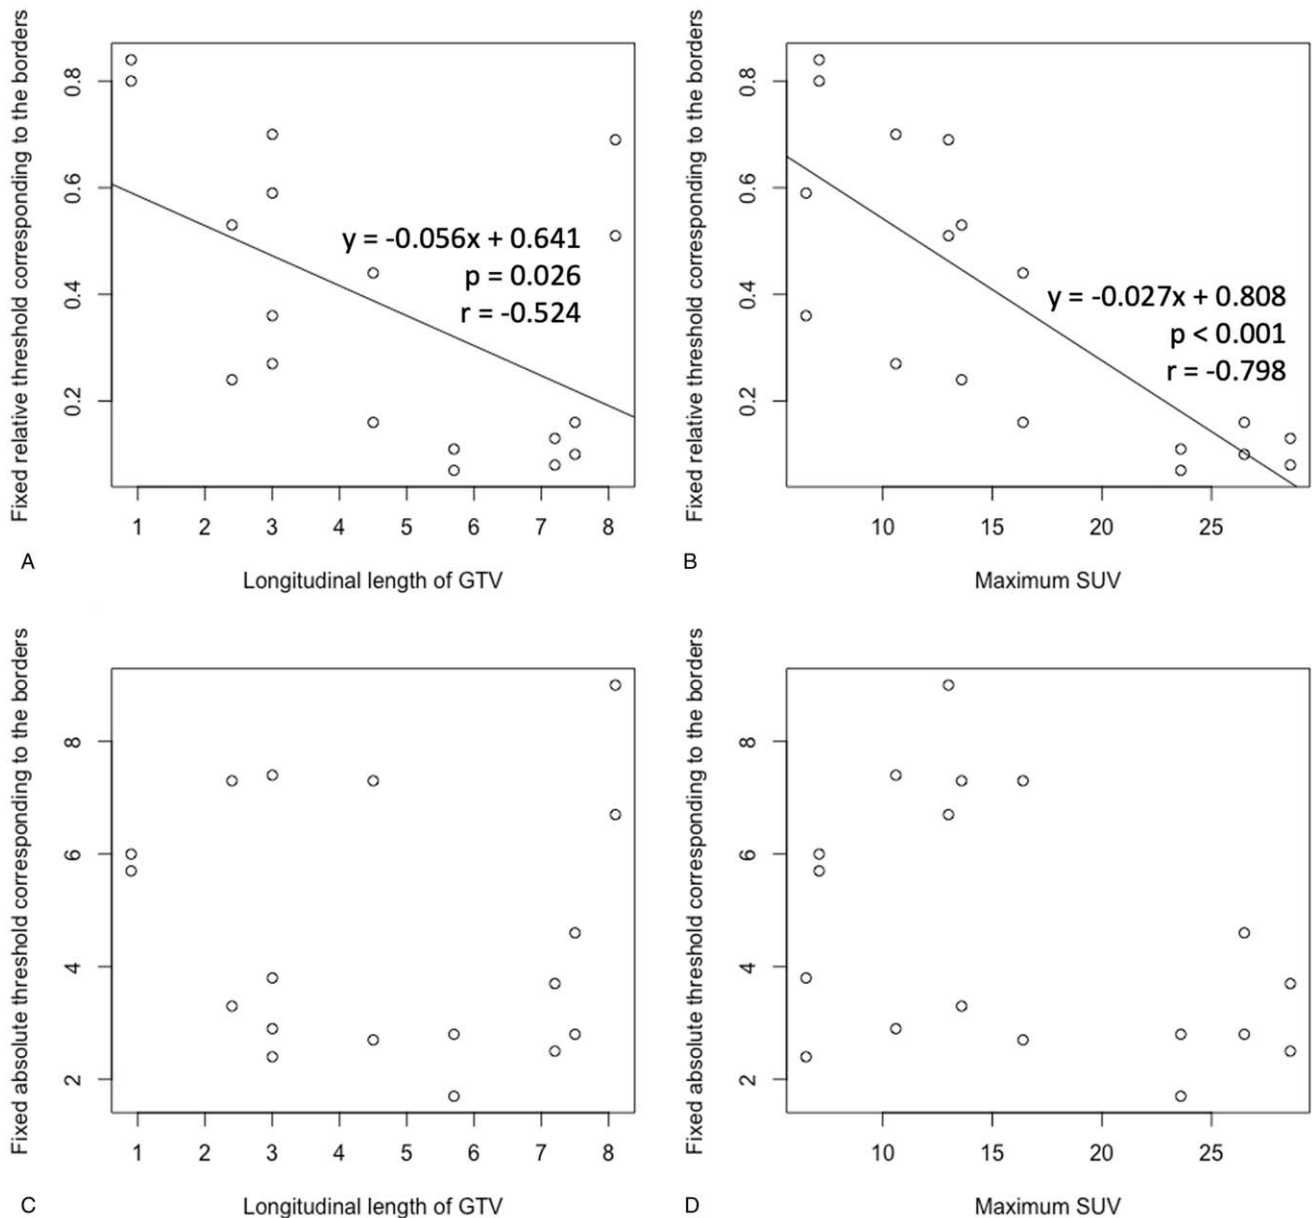 Fixed relative threshold corresponding to the borders
0.8
0.6
0.4
0.2
y = -0.056x + 0.641
p = 0.026
r = -0.524
1 2 3 4 5 6 7 8
A
Longitudinal length of GTV
Fixed relative threshold corresponding to the borders
0.8
0.6
0.4
0.2
y = -0.027x + 0.808
p < 0.001
r = -0.798
10 15 20 25
B
Maximum SUV
Fixed absolute threshold corresponding to the borders
8
6
4
2
1 2 3 4 5 6 7 8
C
Longitudinal length of GTV
Fixed absolute threshold corresponding to the borders
8
6
4
2
10 15 20 25
D
Maximum SUV